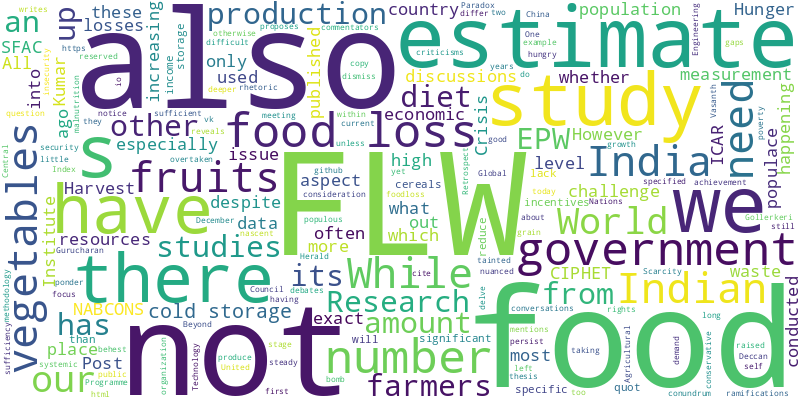 FLW
food
not
also
estimate
study
we
have
there
s
India
Indian
government
food loss
fruits
vegetables
need
number
World
While
other
studies
has
our
from
Research
amount
farmers
production
an
up
diet
EPW
its
cold storage
SFAC
All
into
Kumar
ago
losses
these
increasing
income
storage
only
used
published
country
population
Hunger
discussions
whether
measurement
economic
Crisis
However
ICAR
populace
happening
especially
issue
high
level
lack
challenge
incentives
Harvest
aspect
cereals
despite
what
data
often
out
which
more
reduce
CIPHET
waste
conducted
resources
Institute
NABCONS
exact
significant
most
place
than
Post
will
specific
quot
systemic
public
html
methodology
sufficiency
Programme
organization
behest
Beyond
Technology
produce
United
stage
steady
first
bomb
conservative
having
debates
Council
Herald
cite
nascent
Gurucharan
December
populous
consideration
foodloss
github
within
current
unless
meeting
overtaken
reveals
vk
notice
sufficient
deeper
rhetoric
io
otherwise
difficult
proposes
commentators
criticisms
dismiss
copy
years
do
hungry
example
One
China
two
differ
Paradox
Engineering
gaps
writes
https
reserved
insecurity
malnutrition
question
Central
Index
security
little
they
yet
good
Global
Retrospect
grain
today
achievement
specified
Nations
about
growth
poverty
Vasanth
Gollerkeri
still
tainted
nuanced
Scarcity
delve
conversations
rights
long
mentions
persist
taking
left
thesis
too
Agricultural
demand
raised
Deccan
self
conundrum
ramifications
ponder
focus